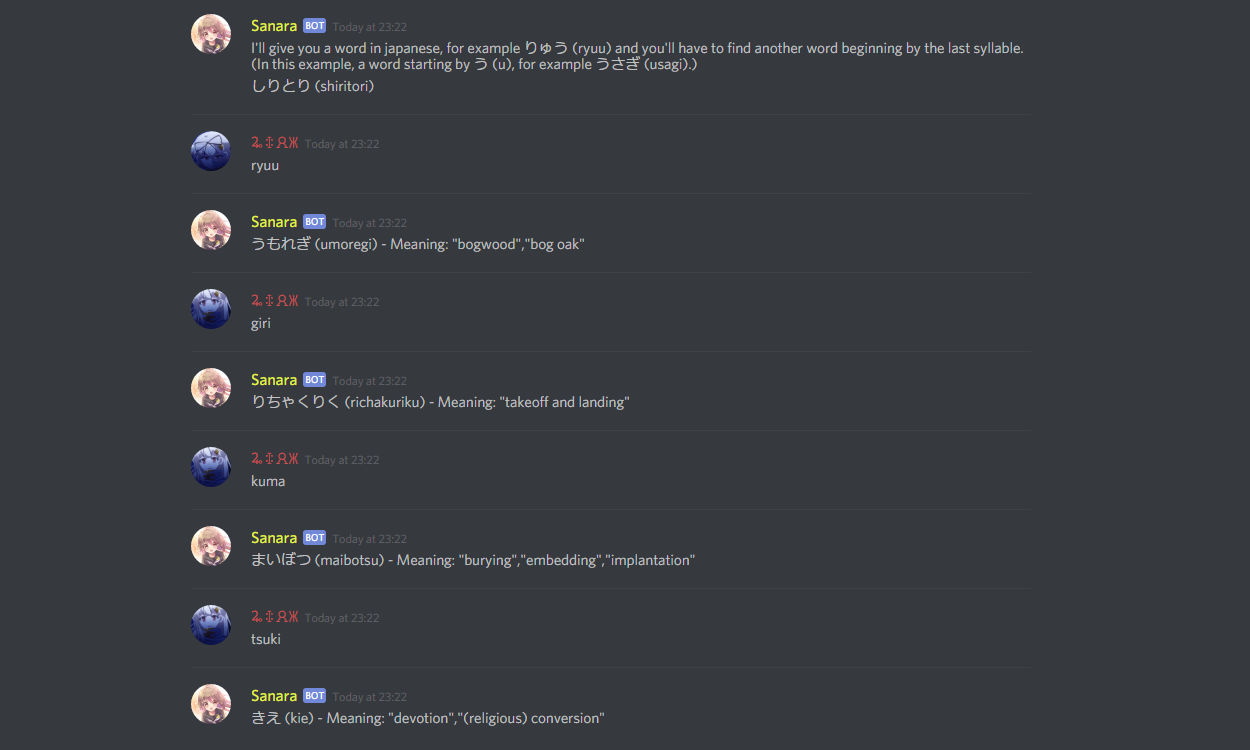 Sanara BOT Today at 23:22
I'll give you a word in japanese, for example りゅう (ryuu) and you'll have to find another word beginning by the last syllable.
(In this example, a word starting by う (u), for example うさぎ (usagi).)
しりとり (shiritori)
Today at 23:22
ryuu
Sanara BOT Today at 23:22
うもれぎ (umoregi) - Meaning: "bogwood","bog oak"
Today at 23:22
giri
Sanara BOT Today at 23:22
りちゃくりく (richakuriku) - Meaning: "takeoff and landing"
Today at 23:22
kuma
Sanara BOT Today at 23:22
まいぼつ (maibotsu) - Meaning: "burying","embedding","implantation"
Today at 23:22
tsuki
Sanara BOT Today at 23:22
きえ (kie) - Meaning: "devotion","(religious) conversion"